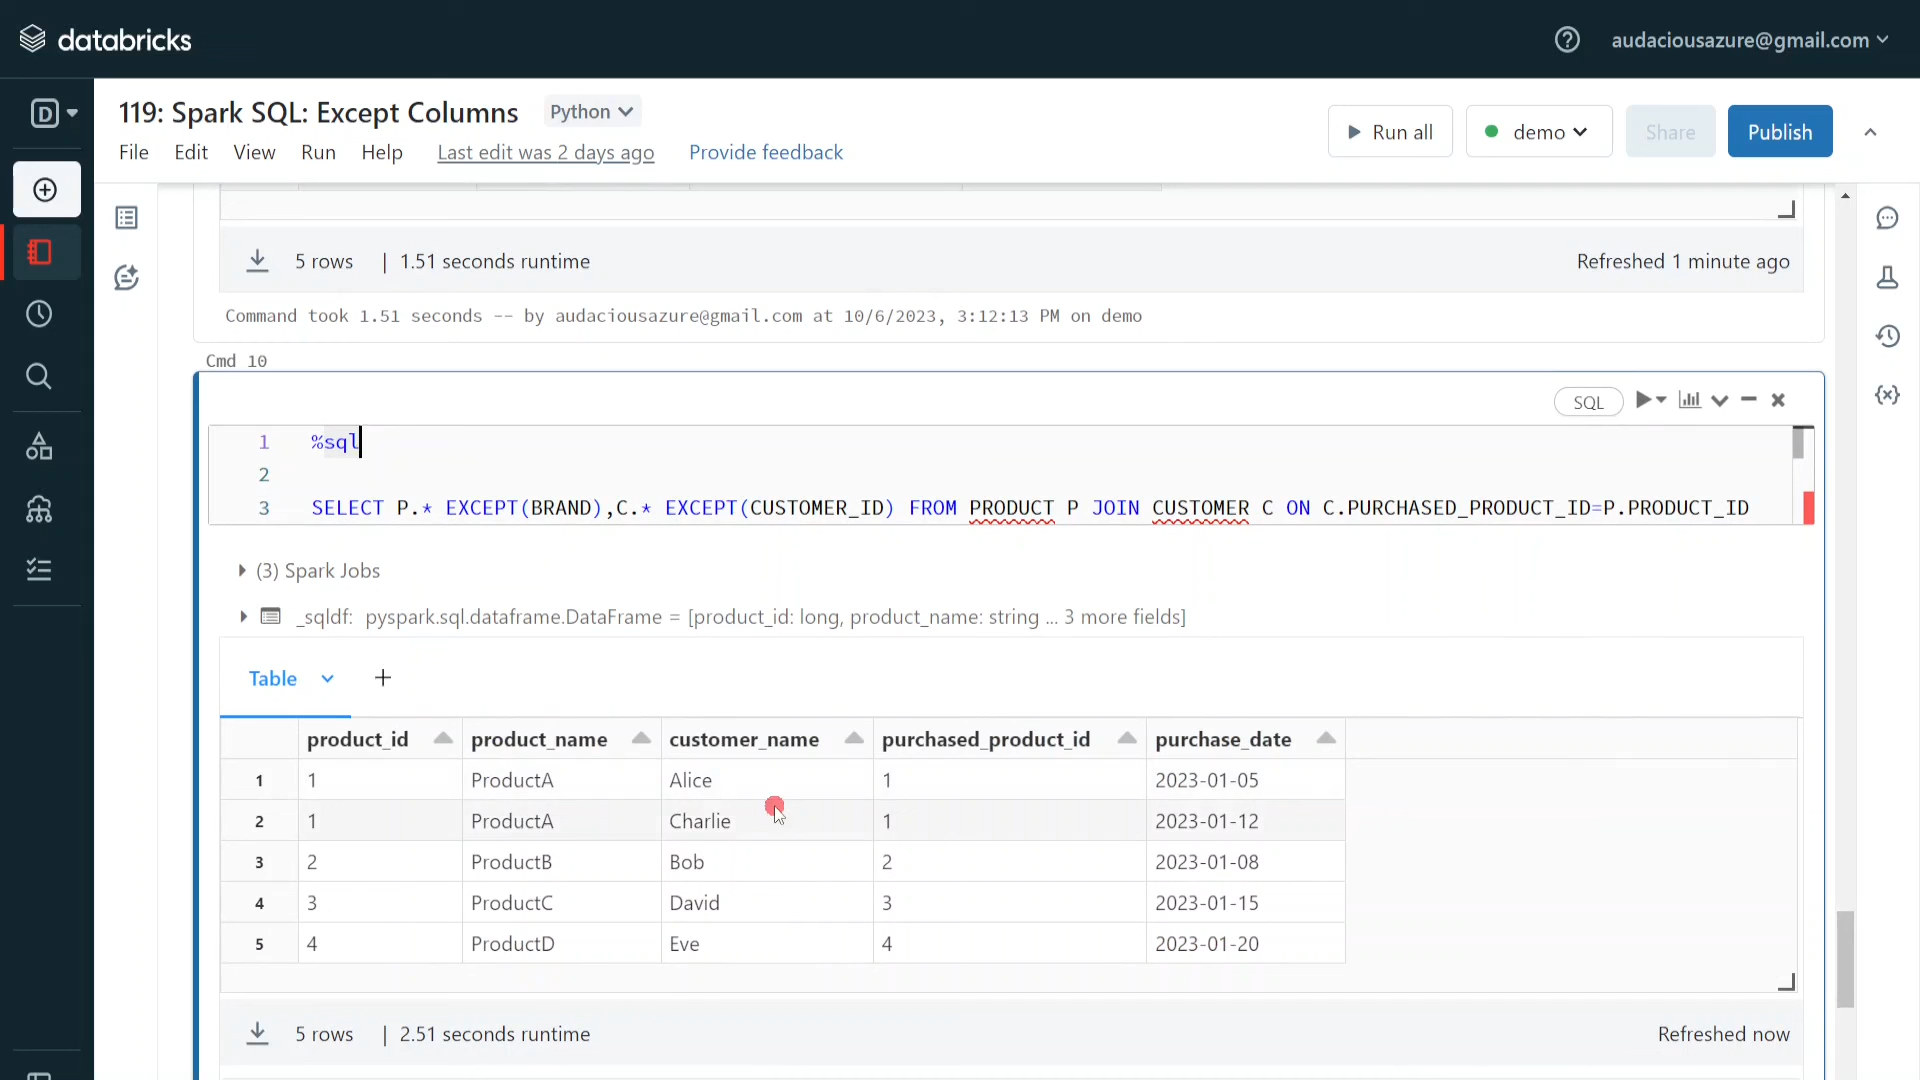 databricks
audaciousazure@gmail.com
D
119: Spark SQL: Except Columns Python
Run all demo Share Publish
File Edit View Run Help Last edit was 2 days ago Provide feedback
5 rows | 1.51 seconds runtime Refreshed 1 minute ago
Command took 1.51 seconds -- by audaciousazure@gmail.com at 10/6/2023, 3:12:13 PM on demo
Cmd 10
SQL
1 %sql
2
3 SELECT P.* EXCEPT(BRAND),C.* EXCEPT(CUSTOMER_ID) FROM PRODUCT P JOIN CUSTOMER C ON C.PURCHASED_PRODUCT_ID=P.PRODUCT_ID
(3) Spark Jobs
_sqldf: pyspark.sql.dataframe.DataFrame = [product_id: long, product_name: string ... 3 more fields]
Table +
product_id product_name customer_name purchased_product_id purchase_date
1 1 ProductA Alice 1 2023-01-05
2 1 ProductA Charlie 1 2023-01-12
3 2 ProductB Bob 2 2023-01-08
4 3 ProductC David 3 2023-01-15
5 4 ProductD Eve 4 2023-01-20
5 rows | 2.51 seconds runtime Refreshed now